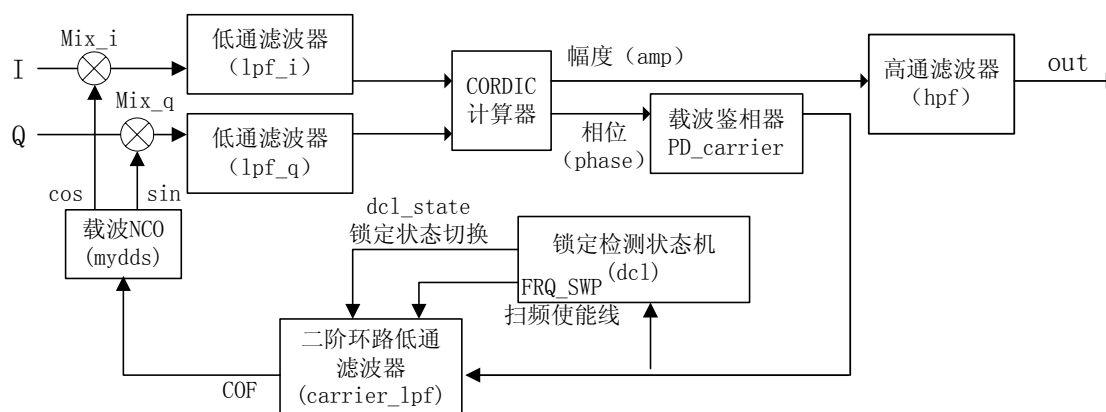 Mix_i
I
低通滤波器
(lpf_i)
幅度（amp）
CORDIC
计算器
高通滤波器
（hpf）
out
Mix_q
Q
低通滤波器
（lpf_q）
相位
（phase）
载波鉴相器
PD_carrier
cos
sin
载波NCO
(mydds)
dcl_state
锁定状态切换
锁定检测状态机
(dcl)
FRQ_SWP
扫频使能线
二阶环路低通
滤波器
(carrier_lpf)
COF